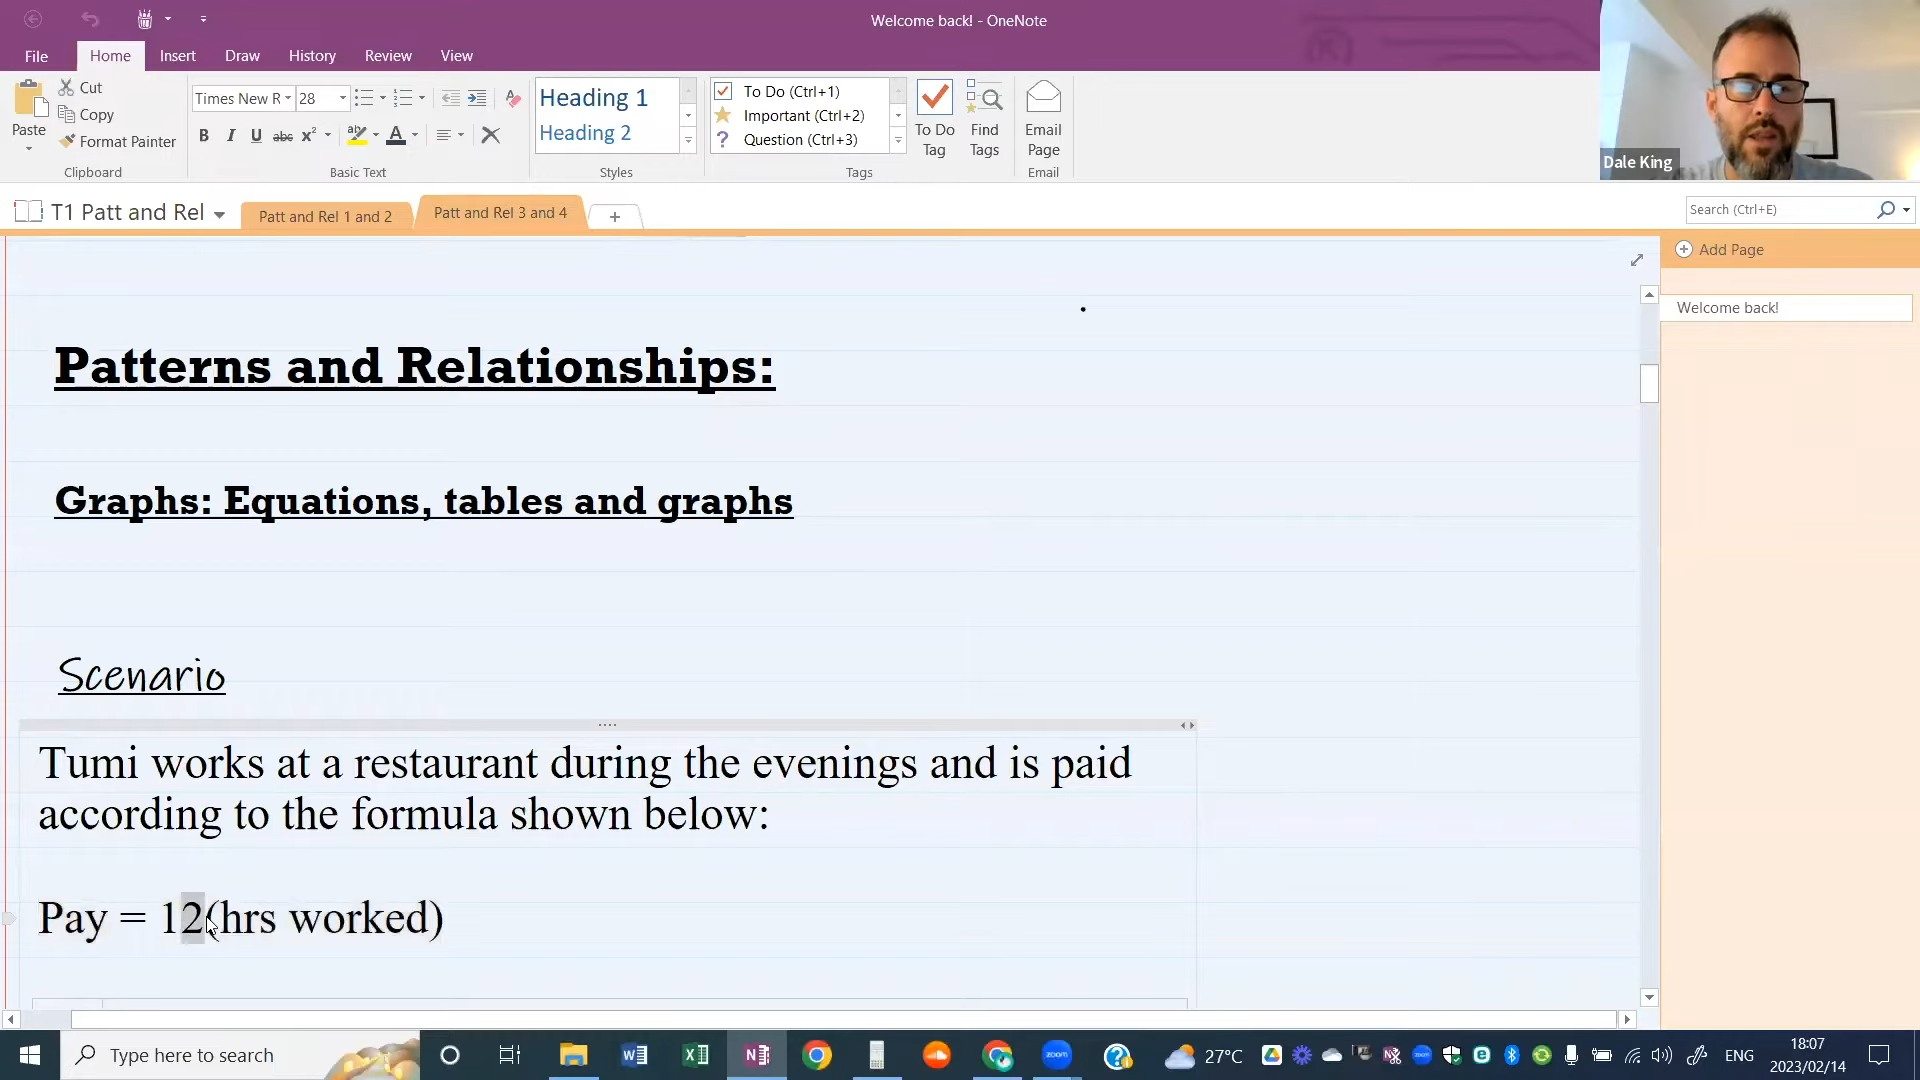 Welcome back! - OneNote
File Home Insert Draw History Review View
Paste
Cut
Copy
Format Painter
Clipboard
Times New R 28
B I U abc x² A
Basic Text
Heading 1
Heading 2
Styles
To Do (Ctrl+1)
Important (Ctrl+2)
Question (Ctrl+3)
Tags
To Do Tag
Find Tags
Email Page
Email
Dale King
T1 Patt and Rel
Patt and Rel 1 and 2
Patt and Rel 3 and 4
+
Search (Ctrl+E)
Add Page
Welcome back!
Patterns and Relationships:
Graphs: Equations, tables and graphs
Scenario
Tumi works at a restaurant during the evenings and is paid
according to the formula shown below:
Pay = 12(hrs worked)
Type here to search
zoom
27°C
ENG
18:07
2023/02/14